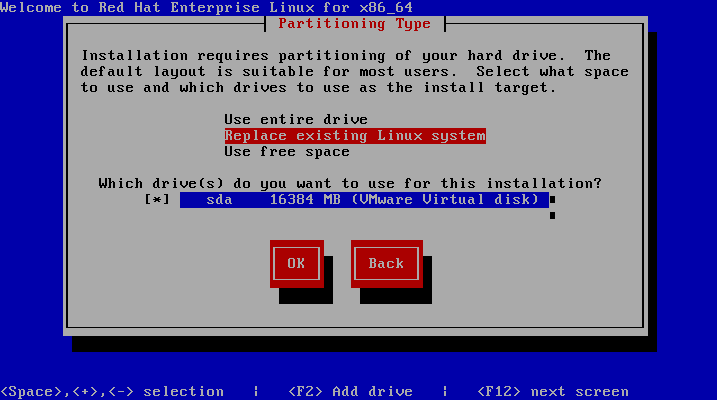 Welcome to Red Hat Enterprise Linux for x86_64
Partitioning Type
Installation requires partitioning of your hard drive.  The
default layout is suitable for most users.  Select what space
to use and which drives to use as the install target.
Use entire drive
Replace existing Linux system
Use free space
Which drive(s) do you want to use for this installation?
[*]    sda    16384 MB (VMware Virtual disk)
OK    Back
<Space>,<+>,<-> selection   |   <F2> Add drive   |   <F12> next screen